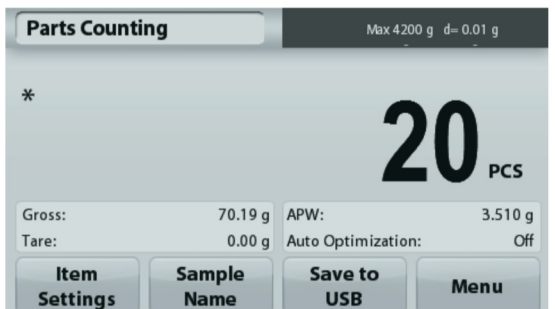 Parts Counting Max 4200 g d= 0.01 g
*
20 PCS
Gross: 70.19 g APW: 3.510 g
Tare: 0.00 g Auto Optimization: Off
Item Settings
Sample Name
Save to USB
Menu